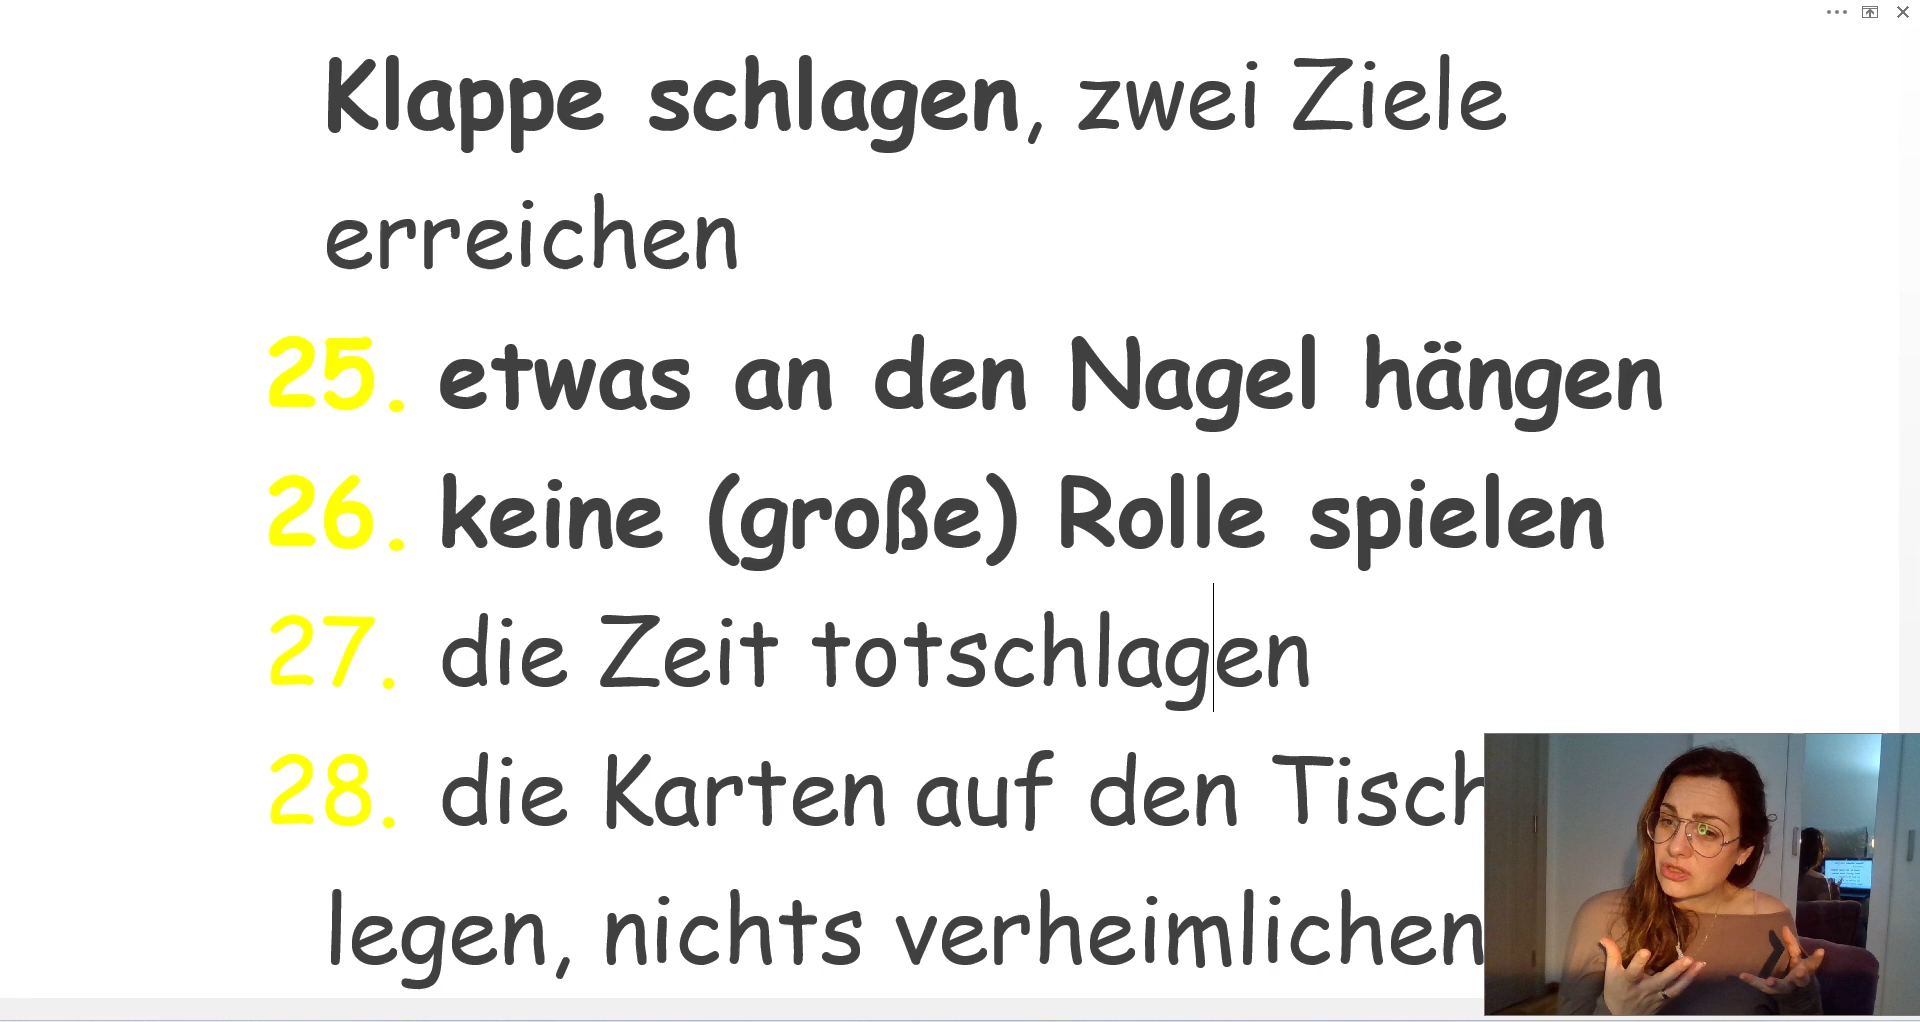 Klappe schlagen, zwei Ziele
erreichen
25. etwas an den Nagel hängen
26. keine (große) Rolle spielen
27. die Zeit totschlagen
28. die Karten auf den Tisch
legen, nichts verheimlichen